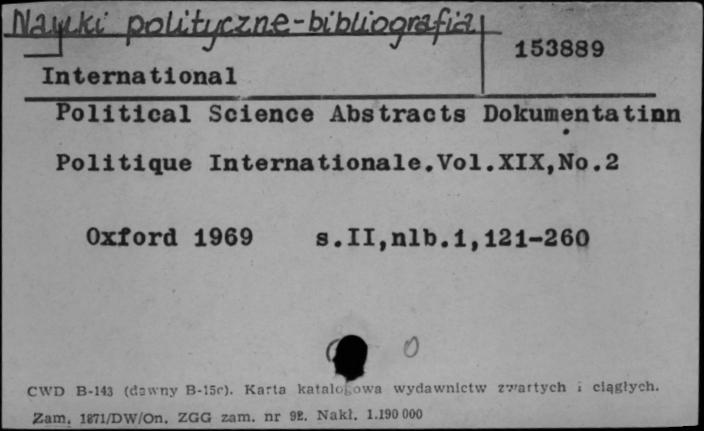 Nauki polityczne-bibliografia
153889
International
Political Science Abstracts Dokumentatinn
Politique Internationale.Vol.XIX,No.2
Oxford 1969 s.II,nlb.1,121-260
0
CWD B-143 (dawny B-15c). Karta katalogowa wydawnictw zwartych i ciągłych.
Zam. 1871/DW/On. ZGG zam. nr 92. Nakł. 1.190 000